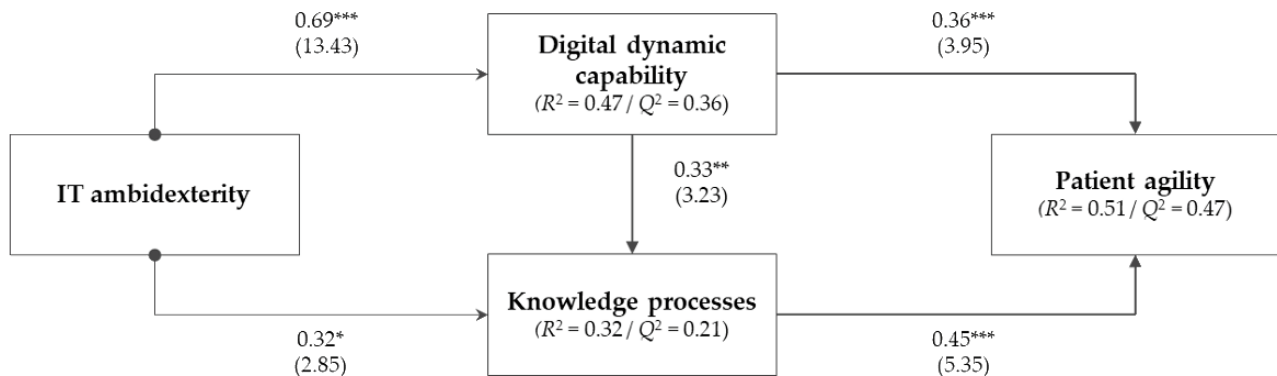 0.69***
(13.43)
0.36***
(3.95)
Digital dynamic
capability
(R² = 0.47 / Q² = 0.36)
IT ambidexterity
0.33**
(3.23)
Patient agility
(R² = 0.51 / Q² = 0.47)
Knowledge processes
(R² = 0.32 / Q² = 0.21)
0.32*
(2.85)
0.45***
(5.35)